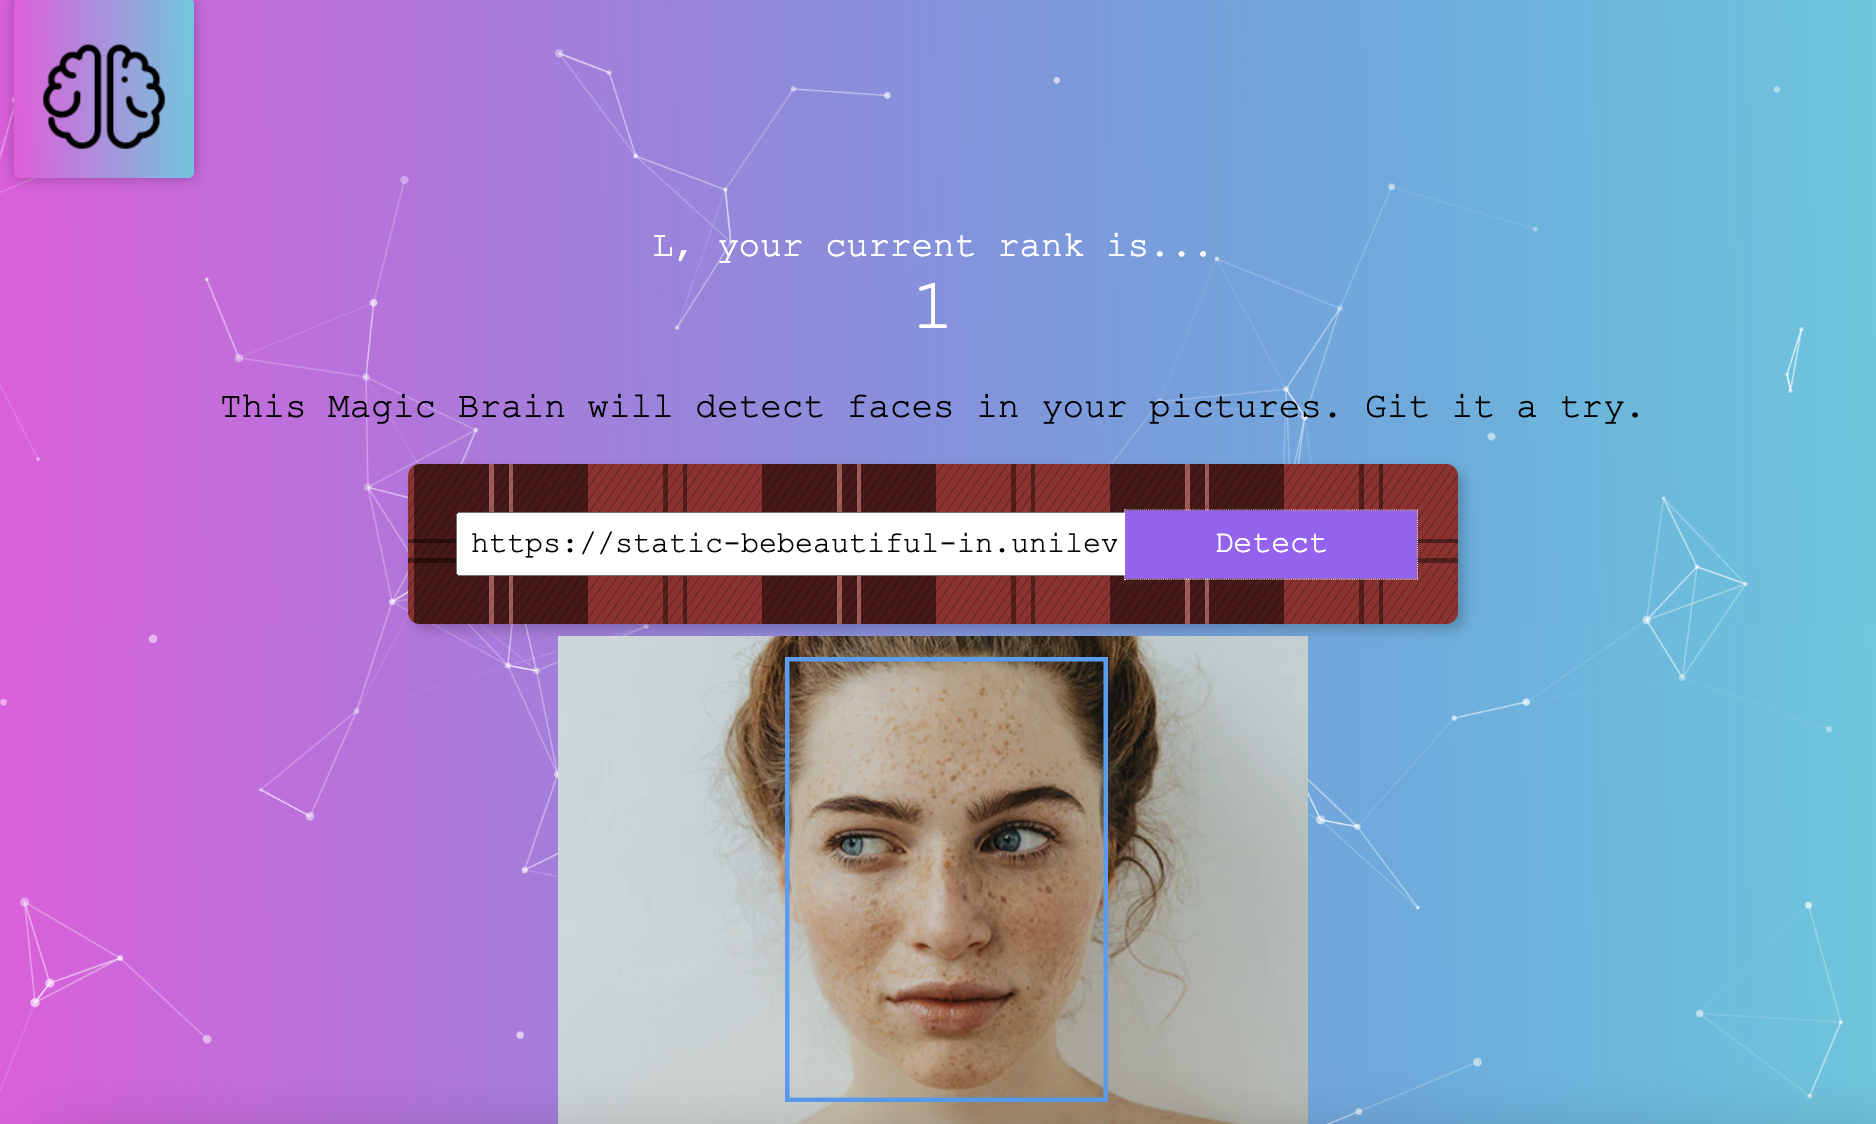 L, your current rank is...
1
This Magic Brain will detect faces in your pictures. Git it a try.
https://static-bebeautiful-in.unilev
Detect